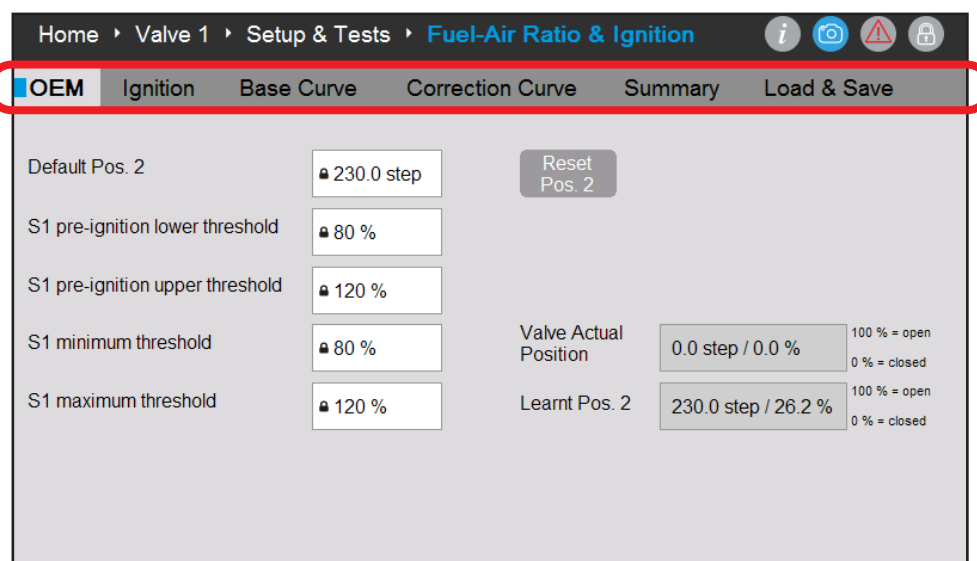 Home ‣ Valve 1 ‣ Setup & Tests ‣ Fuel-Air Ratio & Ignition i
OEM Ignition Base Curve Correction Curve Summary Load & Save
Default Pos. 2 230.0 step Reset
Pos. 2
S1 pre-ignition lower threshold 80 %
S1 pre-ignition upper threshold 120 %
S1 minimum threshold 80 % Valve Actual
Position 0.0 step / 0.0 % 100 % = open
0 % = closed
S1 maximum threshold 120 % Learnt Pos. 2 230.0 step / 26.2 % 100 % = open
0 % = closed